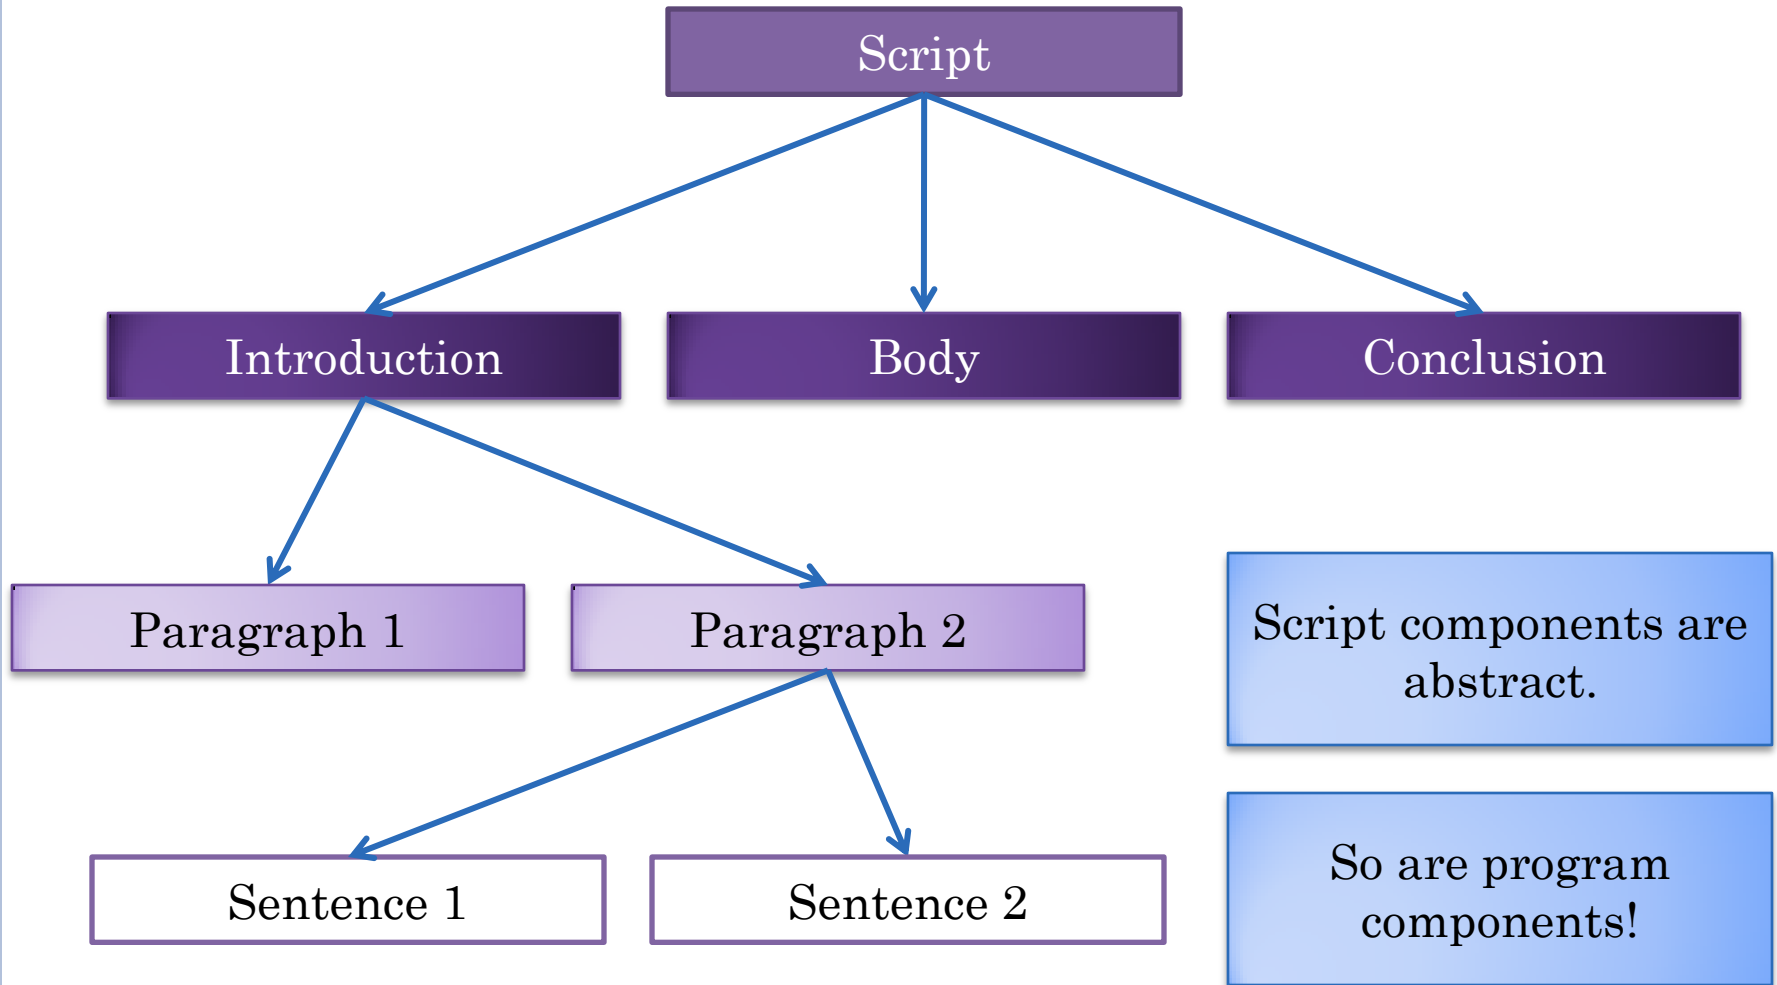 Script
Introduction
Body
Conclusion
Paragraph 1
Paragraph 2
Script components are
abstract.
Sentence 1
Sentence 2
So are program
components!